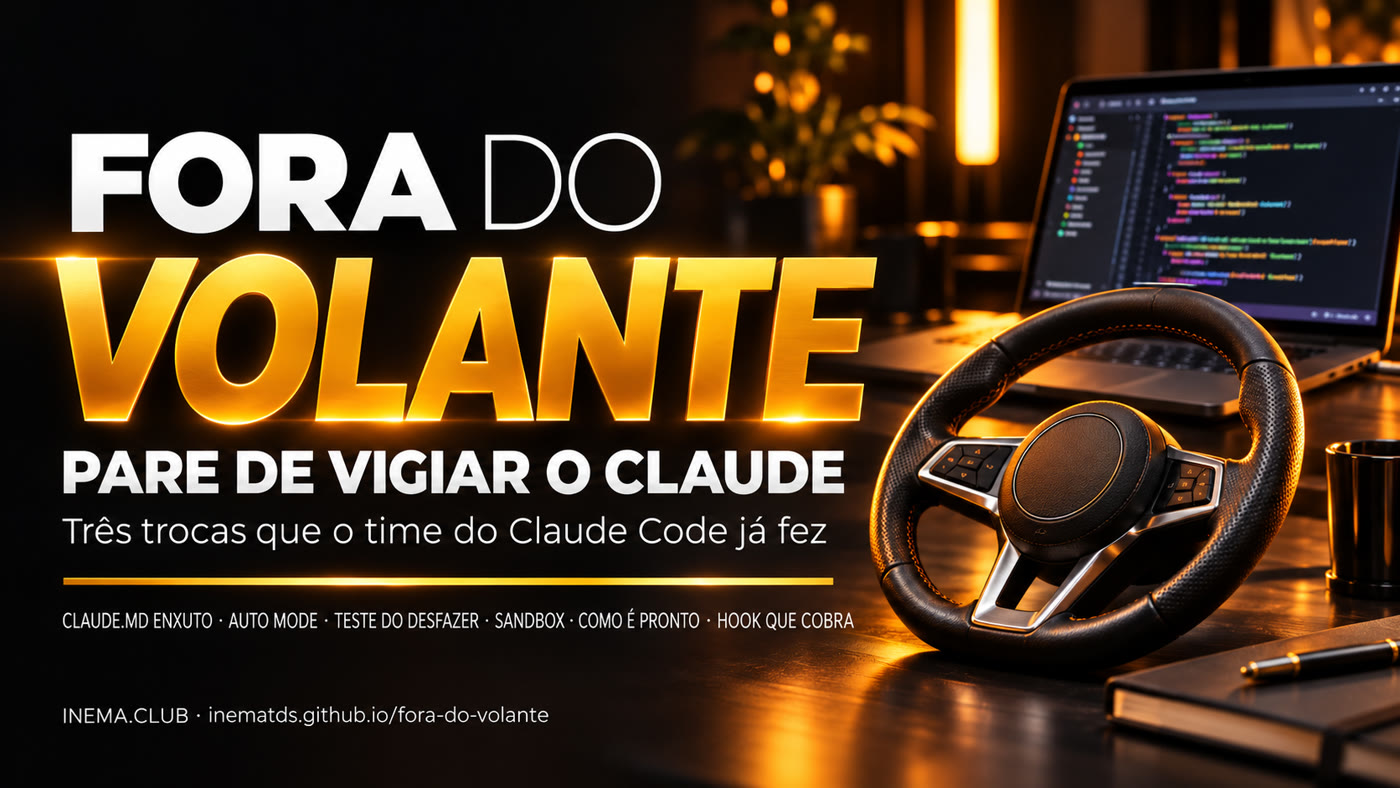 FORA DO
VOLANTE
PARE DE VIGIAR O CLAUDE
Três trocas que o time do Claude Code já fez
CLAUDE.MD ENXUTO · AUTO MODE · TESTE DO DESFAZER · SANDBOX · COMO É PRONTO · HOOK QUE COBRA
INEMA.CLUB · inematds.github.io/fora-do-volante